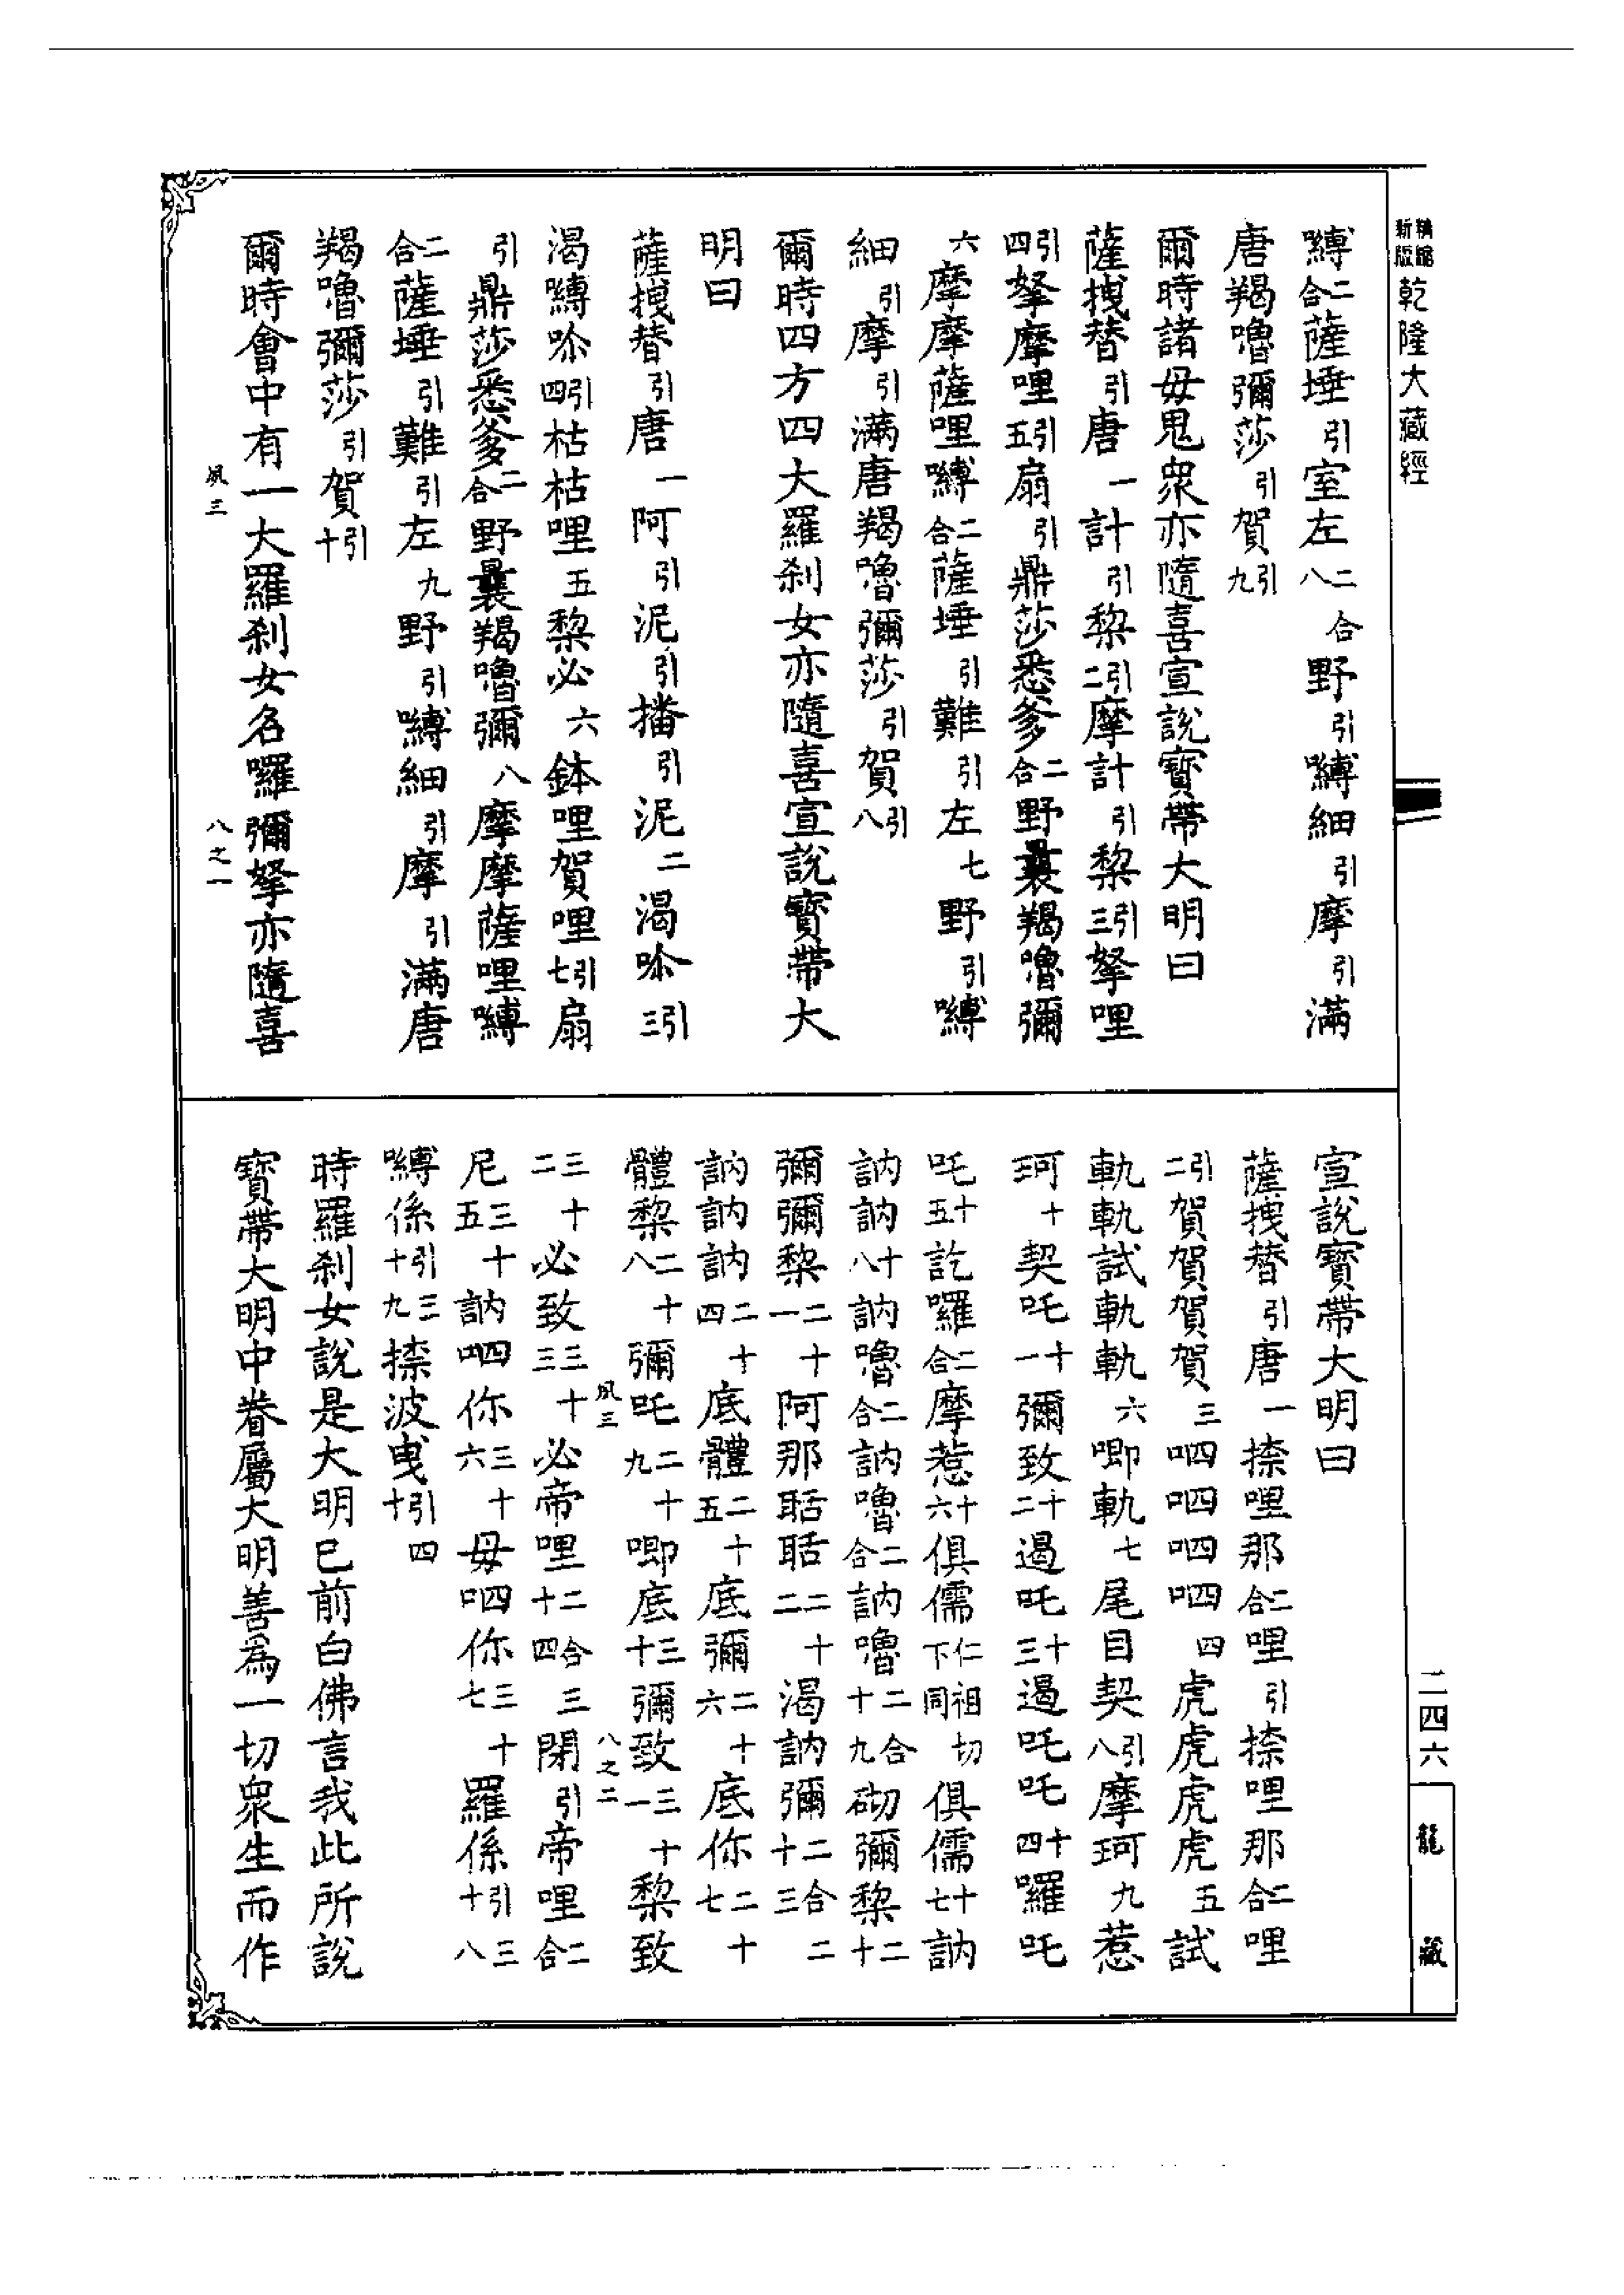 精縮新版 乾隆大藏經
嚩二合薩埵引室左二合八野引嚩細引摩引滿
唐羯嚕彌莎引賀引九
爾時諸毋鬼衆亦隨喜宣說寶帶大明曰
薩拽替引唐一計引黎引二摩計引黎引三拏哩
引四拏摩哩引五扇引鼎莎悉爹二合野曩羯嚕彌
六摩摩薩哩嚩二合薩埵引難引左七野引嚩
細引摩引滿唐羯嚕彌莎引賀引八
爾時四方四大羅刹女亦隨喜宣說寶帶大
明曰
薩拽替引唐一阿引泥引播引泥二渴㖿引三
渴嚩㖿引四枯枯哩五黎必六鉢哩賀哩引七扇
引鼎莎悉爹二合野曩羯嚕彌八摩摩薩哩嚩
二合薩埵引難引左九野引嚩細引摩引滿唐
羯嚕彌莎引賀引十
爾時會中有一大羅刹女名囉彌拏亦隨喜
夙三
八之一
宣說寶帶大明曰
薩拽替引唐一捺哩那二合哩引捺哩那二合哩
引二賀賀賀賀三呬呬呬呬四虎虎虎虎五試
軌軌試軌軌六唧軌七尾目契引八摩珂九惹
珂十契吒十一彌致十二遏吒十三遏吒吒十四囉吒
吒十五訖囉二合摩惹十六俱儒仁祖切下同俱儒十七訥
訥訥十八訥嚕二合訥嚕二合訥嚕二合十九砌彌黎二十
彌彌黎二十一阿那聒聒二十二渴訥彌二合二十三
訥訥訥二十四底體二十五底彌二十六底你二十七
體黎二十八彌吒二十九唧底三十彌致三十一黎致
夙三
八之二
三十二必致三十三必帝哩二合三十四閉引帝哩二合
尼三十五訥呬你三十六毋呬你三十七羅係引三十八
嚩係引三十九捺波曳引四十
時羅刹女說是大明已前白佛言我此所說
寶帶大明中眷屬大明善為一切衆生而作
二四六
龍藏